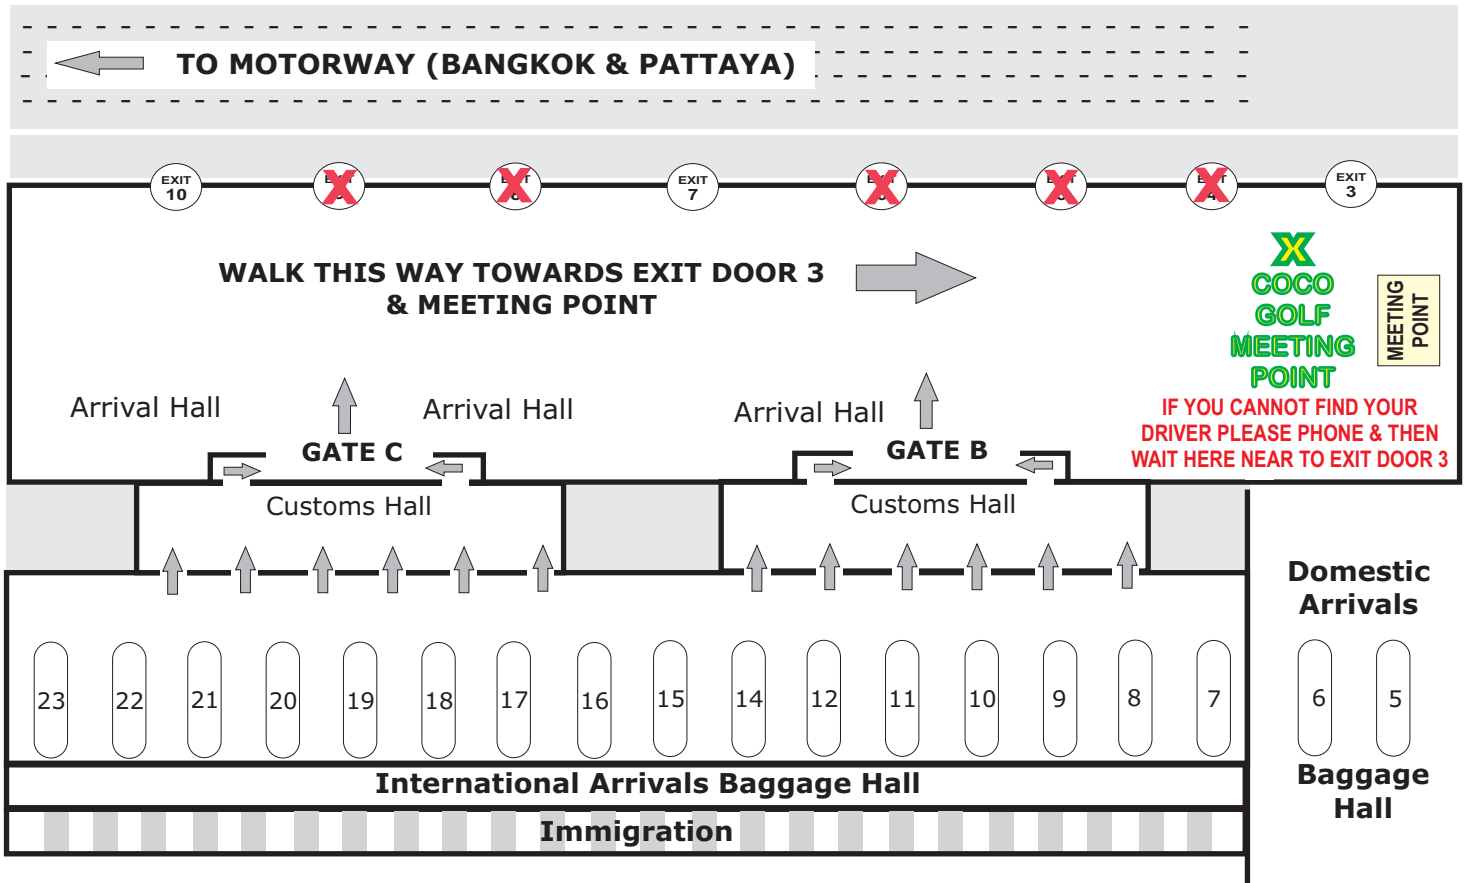 TO MOTORWAY (BANGKOK & PATTAYA)
EXIT
10
EXIT
7
EXIT
3
WALK THIS WAY TOWARDS EXIT DOOR 3
& MEETING POINT
X
COCO
GOLF
MEETING
POINT
MEETING
POINT
IF YOU CANNOT FIND YOUR
DRIVER PLEASE PHONE & THEN
WAIT HERE NEAR TO EXIT DOOR 3
Arrival Hall
Arrival Hall
Arrival Hall
GATE C
GATE B
Customs Hall
Customs Hall
Domestic
Arrivals
23 22 21 20 19 18 17 16 15 14 12 11 10 9 8 7 6 5
International Arrivals Baggage Hall
Baggage
Hall
Immigration